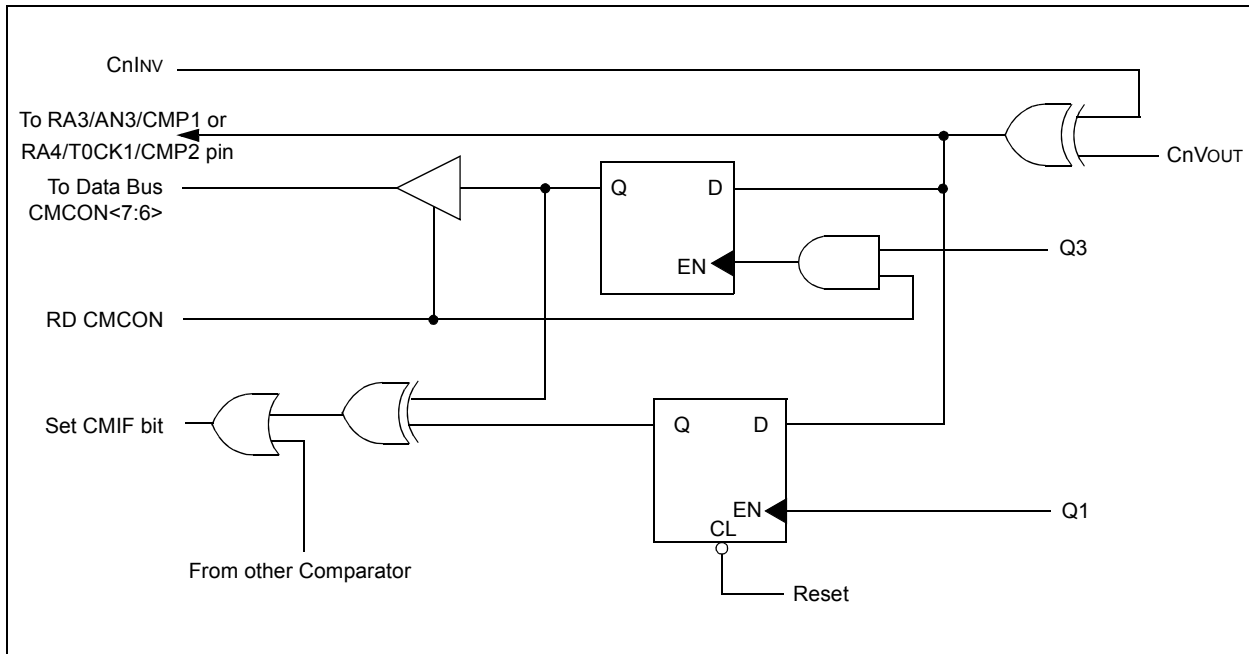 CnINV
To RA3/AN3/CMP1 or
RA4/T0CK1/CMP2 pin
To Data Bus
CMCON<7:6>
Q
D
EN
CnVOUT
Q3
RD CMCON
Set CMIF bit
Q
D
EN
CL
Q1
From other Comparator
Reset